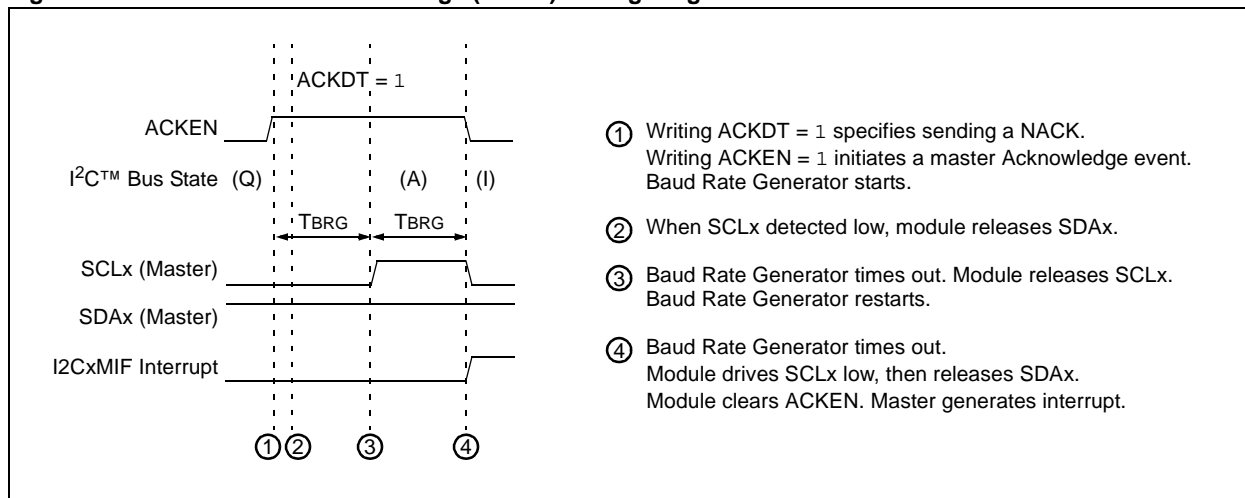 ACKDT = 1
ACKEN
I²C™ Bus State (Q) (A) (I)
TBRG TBRG
SCLx (Master)
SDAx (Master)
I2CxMIF Interrupt
① ② ③ ④
① Writing ACKDT = 1 specifies sending a NACK.
Writing ACKEN = 1 initiates a master Acknowledge event.
Baud Rate Generator starts.
② When SCLx detected low, module releases SDAx.
③ Baud Rate Generator times out. Module releases SCLx.
Baud Rate Generator restarts.
④ Baud Rate Generator times out.
Module drives SCLx low, then releases SDAx.
Module clears ACKEN. Master generates interrupt.